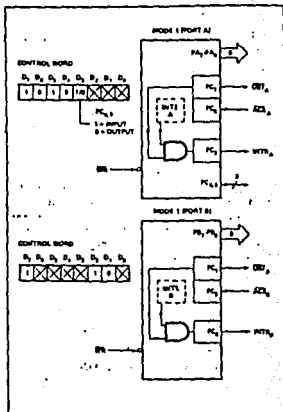 MODE 1 (PORT A)
CONTROL WORD
D7 D6 D5 D4 D3 D2 D1 D0
1 0 1 0 1/0
PC4,5
1 = INPUT
0 = OUTPUT
PA7-PA0
8
PC7
OBFA
PC6
ACKA
INTE
A
PC3
INTRA
PC4,5
2
WR
MODE 1 (PORT B)
CONTROL WORD
D7 D6 D5 D4 D3 D2 D1 D0
1 1 0
PB7-PB0
8
PC1
OBFB
PC2
ACKB
INTE
B
PC0
INTRB
WR